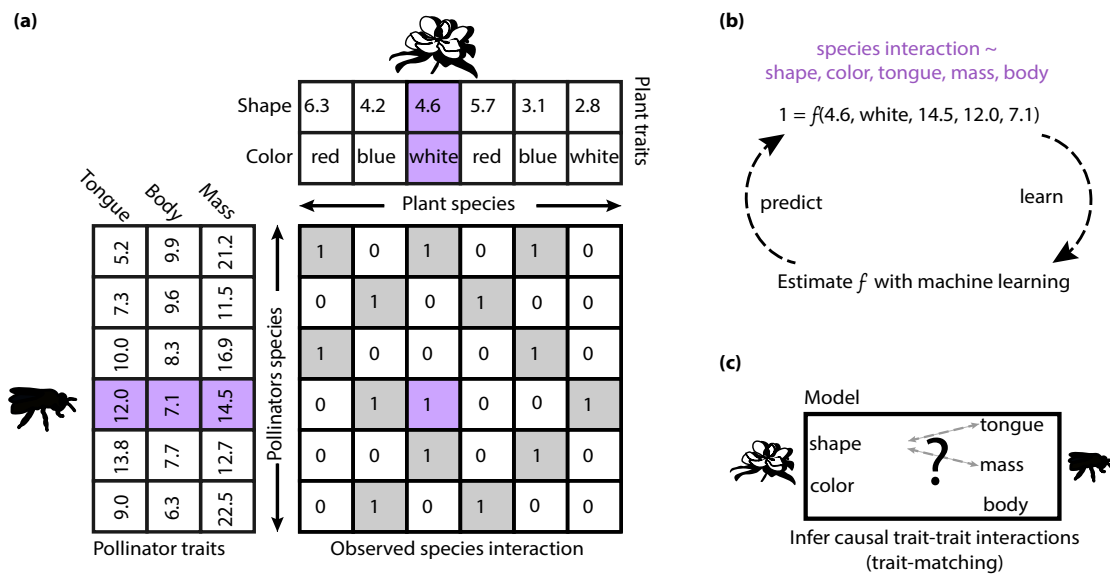 (a)
Shape 6.3 4.2 4.6 5.7 3.1 2.8
Color red blue white red blue white
Plant traits
Plant species
Tongue Body Mass
5.2 9.9 21.2
7.3 9.6 11.5
10.0 8.3 16.9
12.0 7.1 14.5
13.8 7.7 12.7
9.0 6.3 22.5
Pollinator traits
Pollinators species
1 0 1 0 1 0
0 1 0 1 0 0
1 0 0 0 1 0
0 1 1 0 0 1
0 0 1 0 1 0
0 1 0 1 0 0
Observed species interaction
(b)
species interaction ~
shape, color, tongue, mass, body
1 = f(4.6, white, 14.5, 12.0, 7.1)
predict
learn
Estimate f with machine learning
(c)
Model
shape
color
?
tongue
mass
body
Infer causal trait-trait interactions
(trait-matching)